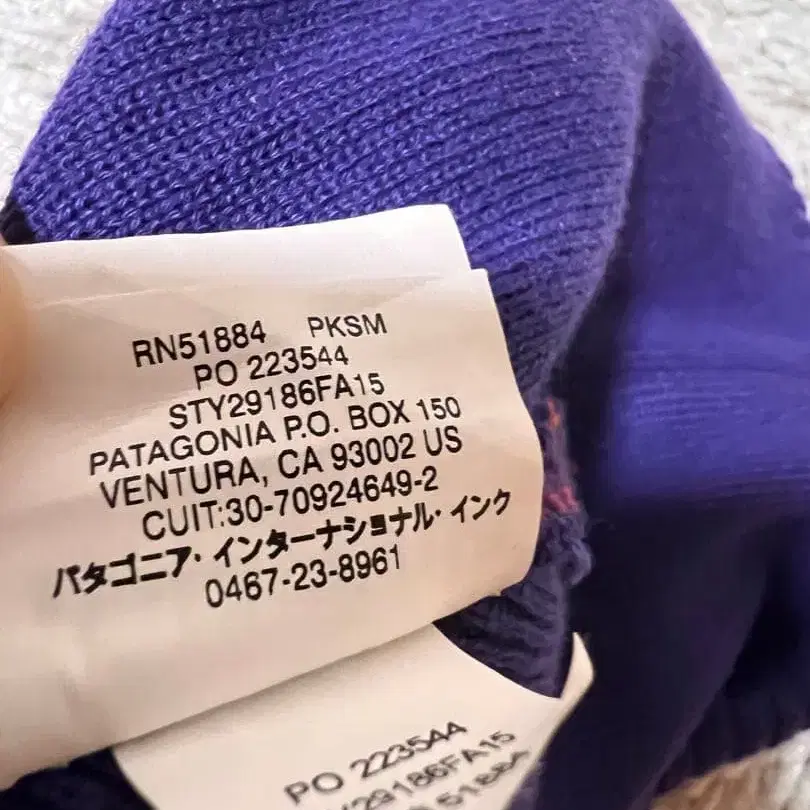 RN51884 PKSM
PO 223544
STY29186FA15
PATAGONIA P.O. BOX 150
VENTURA, CA 93002 US
CUIT:30-70924649-2
パタゴニア・インターナショナル・インク
0467-23-8961
PO 223544
STY29186FA15
51884